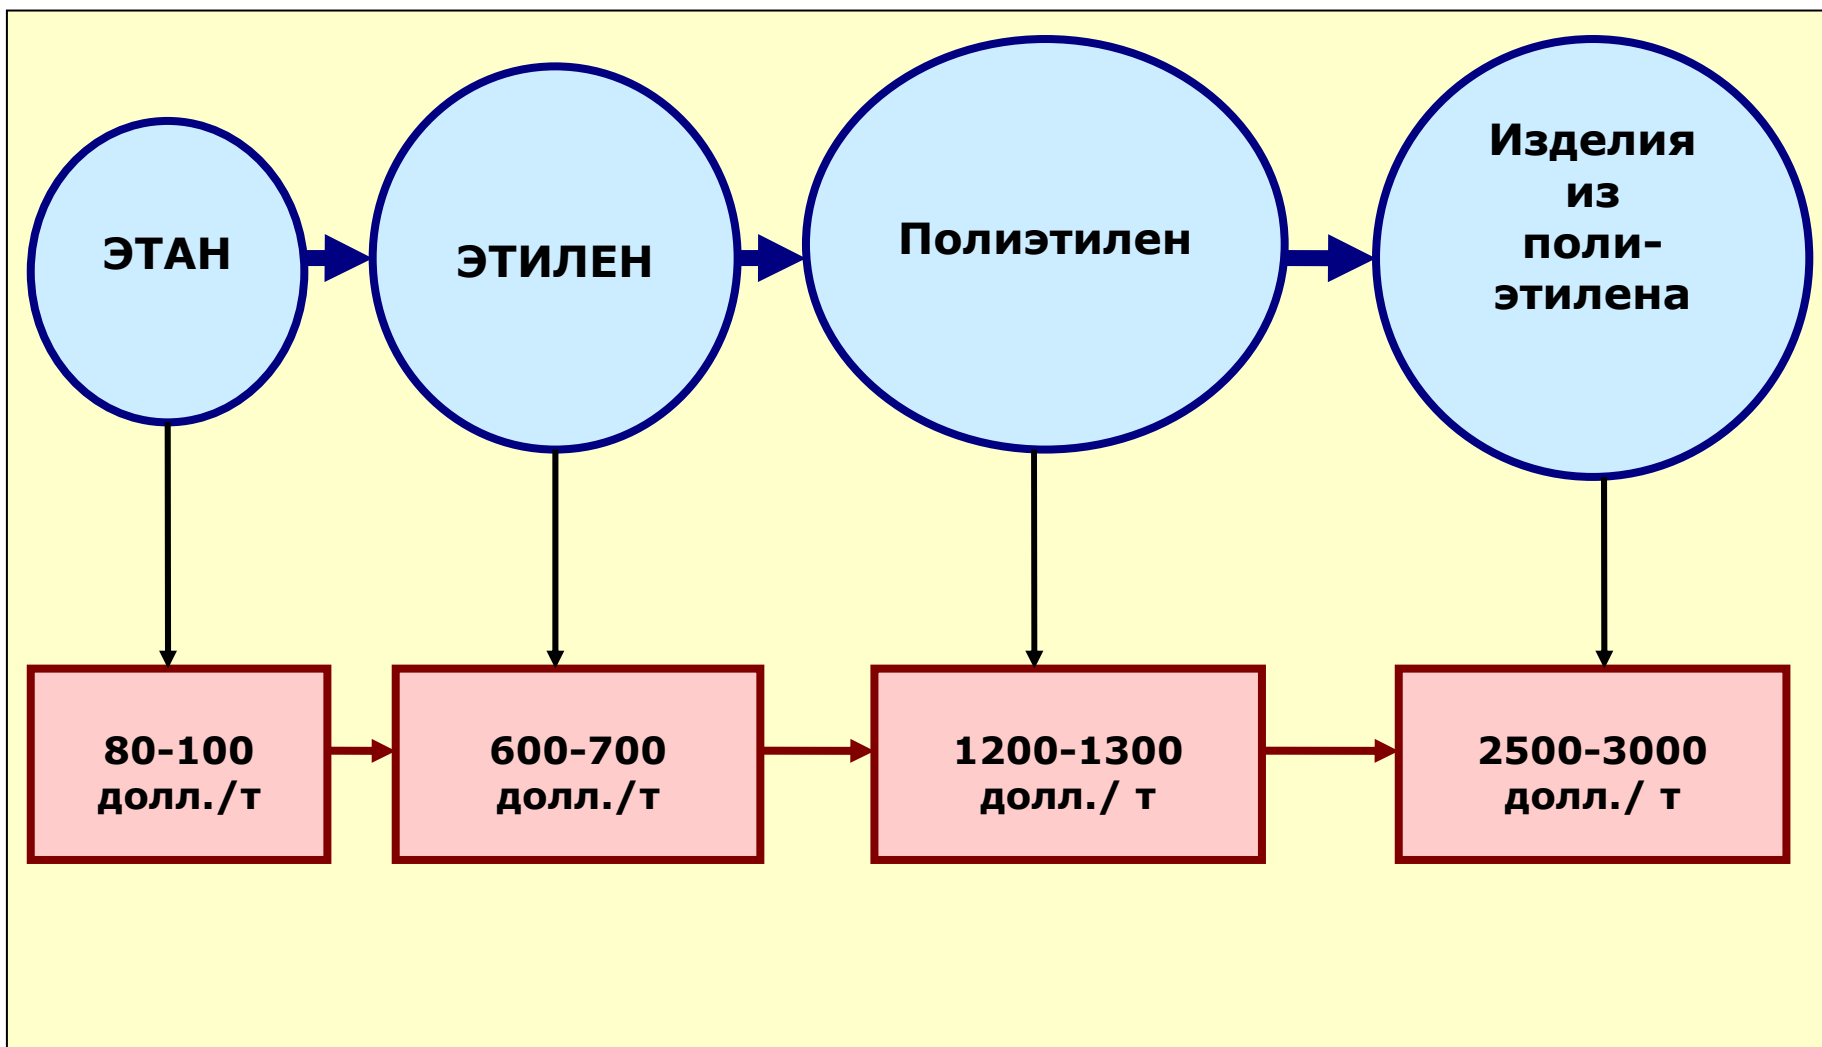 ЭТАН
ЭТИЛЕН
Полиэтилен
Изделия
из
поли-
этилена
80-100
долл./т
600-700
долл./т
1200-1300
долл./ т
2500-3000
долл./ т